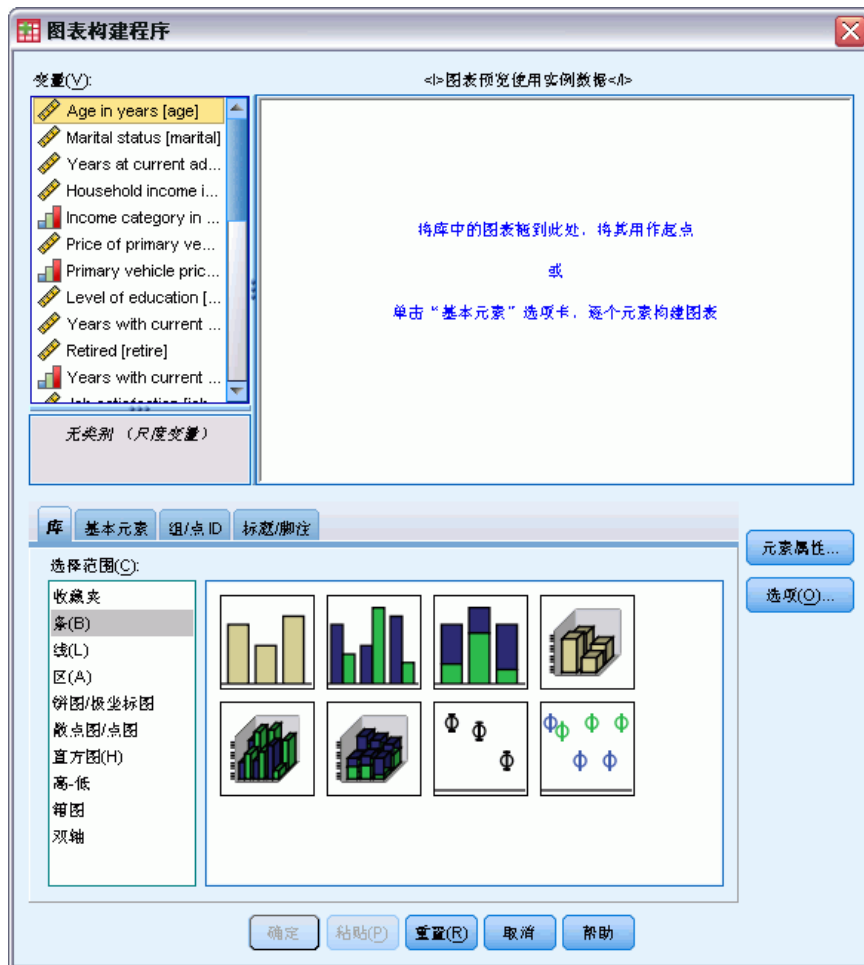 图表构建程序
变量(V):
<I>图表预览使用实例数据</I>
Age in years [age]
Marital status [marital]
Years at current ad...
Household income i...
Income category in ...
Price of primary ve...
Primary vehicle pric...
Level of education [...
Years with current ...
Retired [retire]
Years with current ...
将库中的图表拖到此处，将其用作起点
或
单击“基本元素”选项卡，逐个元素构建图表
无类别（尺度变量）
库
基本元素
组/点 ID
标题/脚注
元素属性...
选项(O)...
选择范围(C):
收藏夹
条(B)
线(L)
区(A)
饼图/极坐标图
散点图/点图
直方图(H)
高-低
箱图
双轴
确定
粘贴(P)
重置(R)
取消
帮助